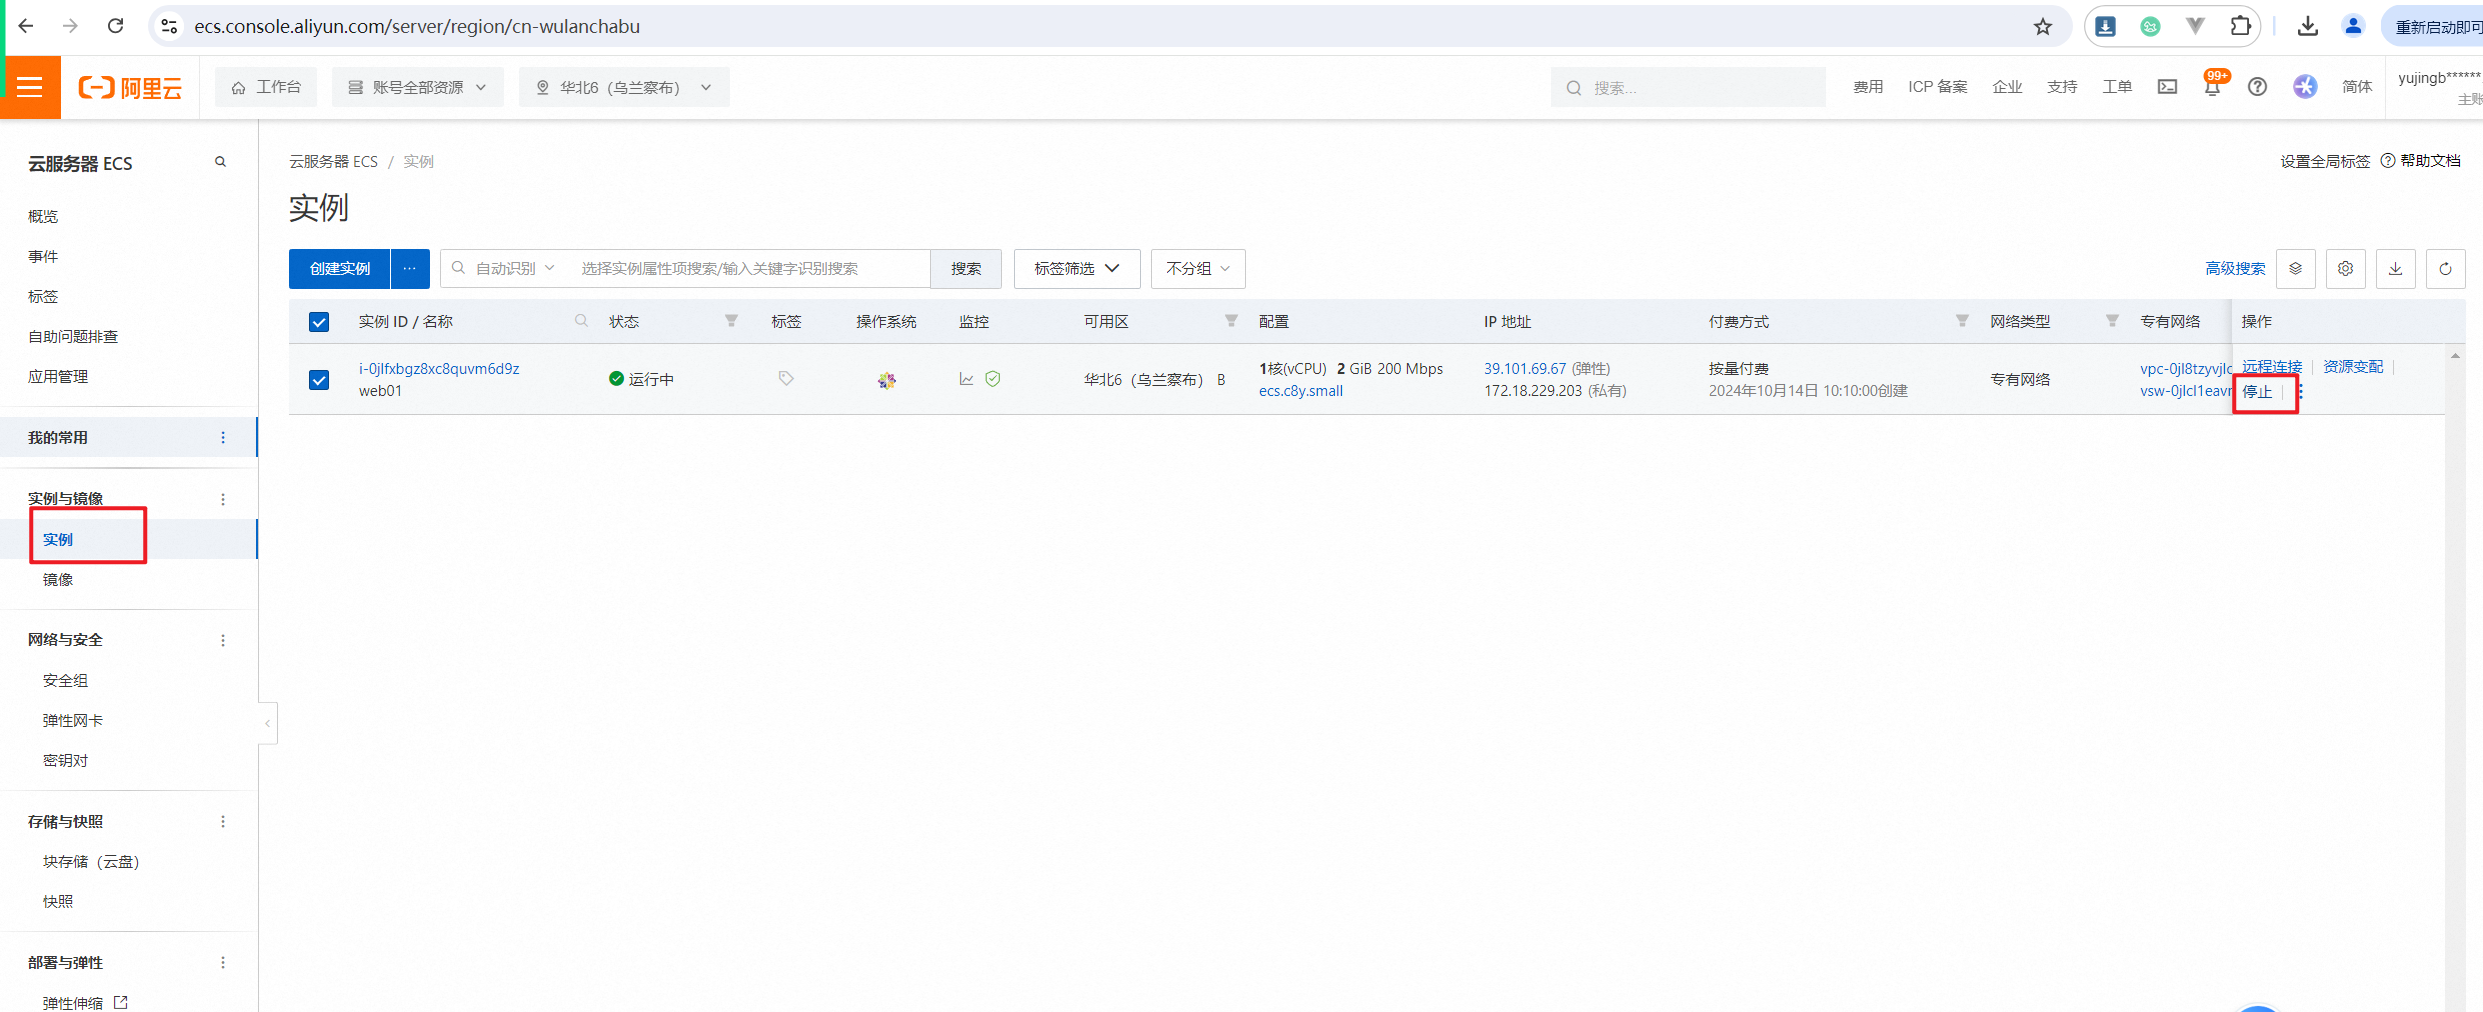 ecs.console.aliyun.com/server/region/cn-wulanchabu
重新启动即可
阿里云
工作台
账号全部资源
华北6（乌兰察布）
搜索...
费用
ICP 备案
企业
支持
工单
99+
简体
yujingb******
主账
云服务器 ECS
概览
事件
标签
自助问题排查
应用管理
我的常用
实例与镜像
实例
镜像
网络与安全
安全组
弹性网卡
密钥对
存储与快照
块存储（云盘）
快照
部署与弹性
弹性伸缩
云服务器 ECS / 实例
设置全局标签 帮助文档
实例
创建实例 ...
自动识别 选择实例属性项搜索/输入关键字识别搜索 搜索
标签筛选
不分组
高级搜索
实例 ID / 名称 状态 标签 操作系统 监控 可用区 配置 IP 地址 付费方式 网络类型 专有网络 操作
i-0jlfxbgz8xc8quvm6d9z
web01
运行中
华北6（乌兰察布） B
1核(vCPU) 2 GiB 200 Mbps
ecs.c8y.small
39.101.69.67 (弹性)
172.18.229.203 (私有)
按量付费
2024年10月14日 10:10:00创建
专有网络
vpc-0jl8tzyvjlc
vsw-0jlcl1eavr
远程连接 | 资源变配 |
停止 |